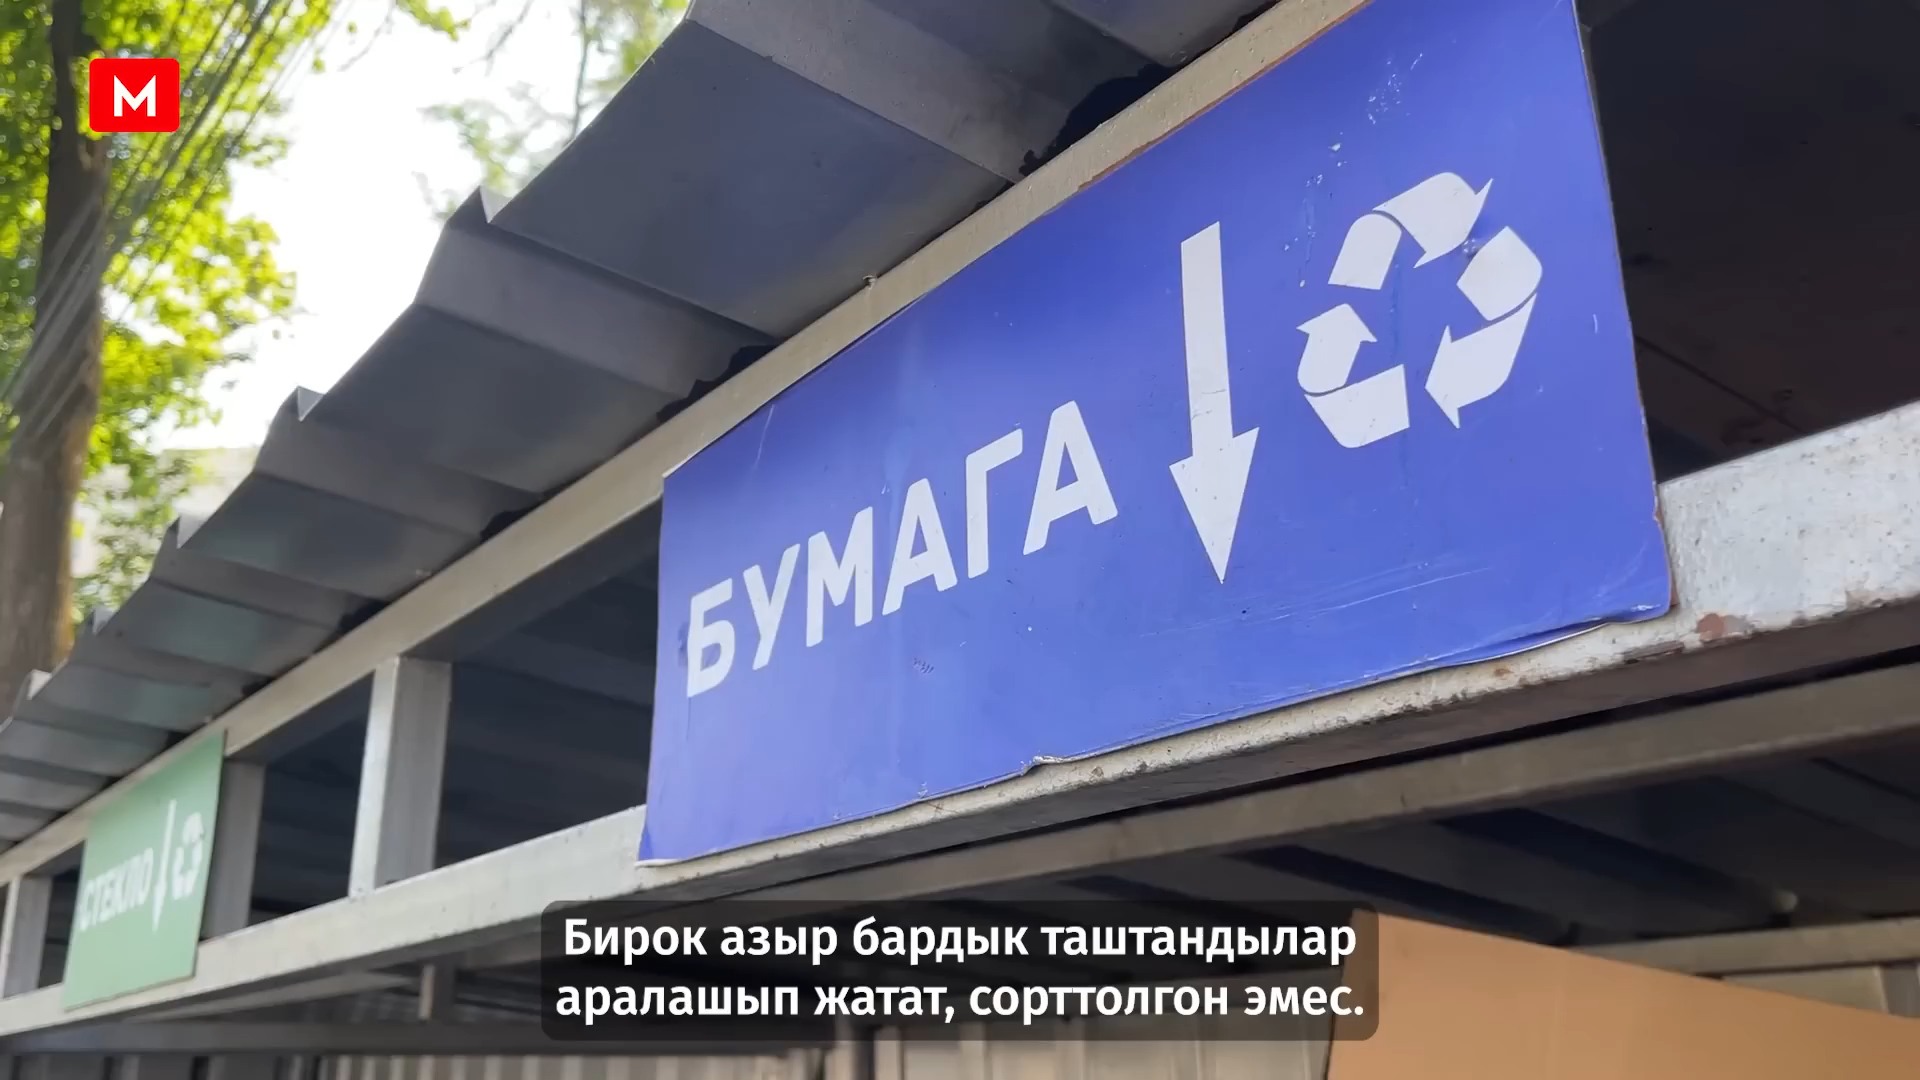 M
БУМАГА
СТЕКЛО
Бирок азыр бардык таштандылар
аралашып жатат, сорттолгон эмес.